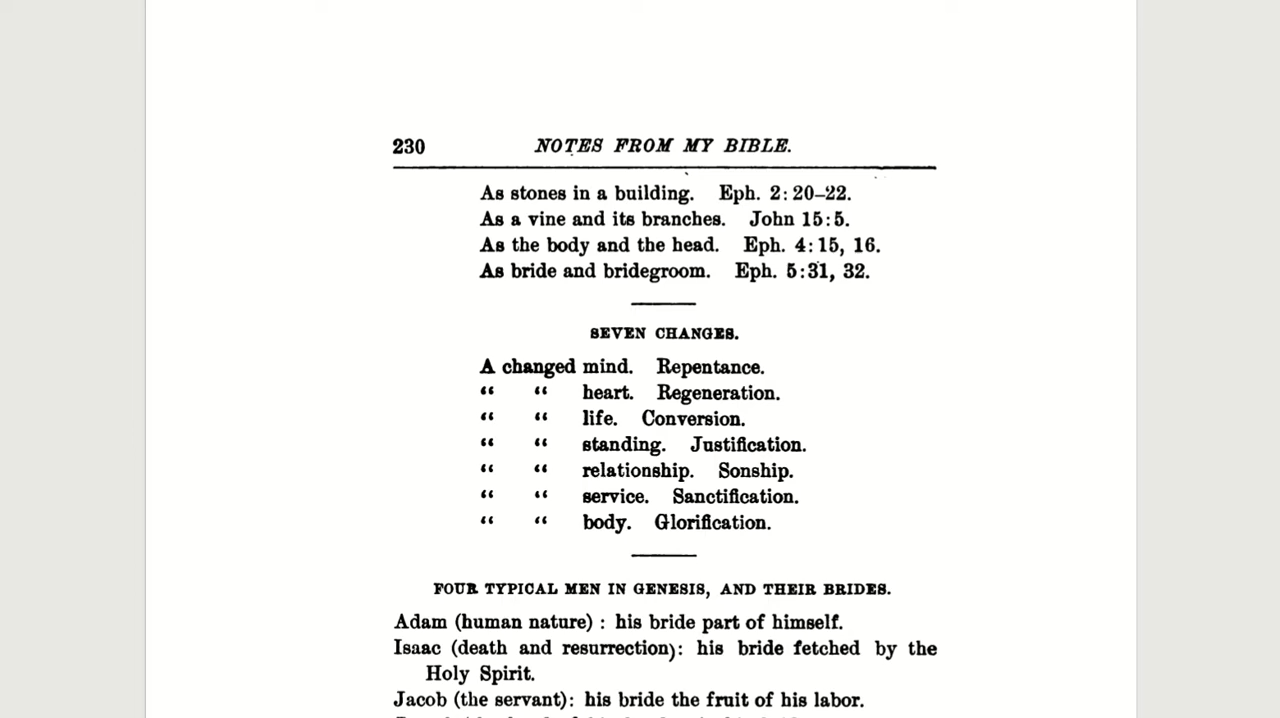 230 NOTES FROM MY BIBLE.
As stones in a building. Eph. 2:20–22.
As a vine and its branches. John 15:5.
As the body and the head. Eph. 4:15, 16.
As bride and bridegroom. Eph. 5:31, 32.
SEVEN CHANGES.
A changed mind. Repentance.
“ “ heart. Regeneration.
“ “ life. Conversion.
“ “ standing. Justification.
“ “ relationship. Sonship.
“ “ service. Sanctification.
“ “ body. Glorification.
FOUR TYPICAL MEN IN GENESIS, AND THEIR BRIDES.
Adam (human nature) : his bride part of himself.
Isaac (death and resurrection): his bride fetched by the
Holy Spirit.
Jacob (the servant): his bride the fruit of his labor.